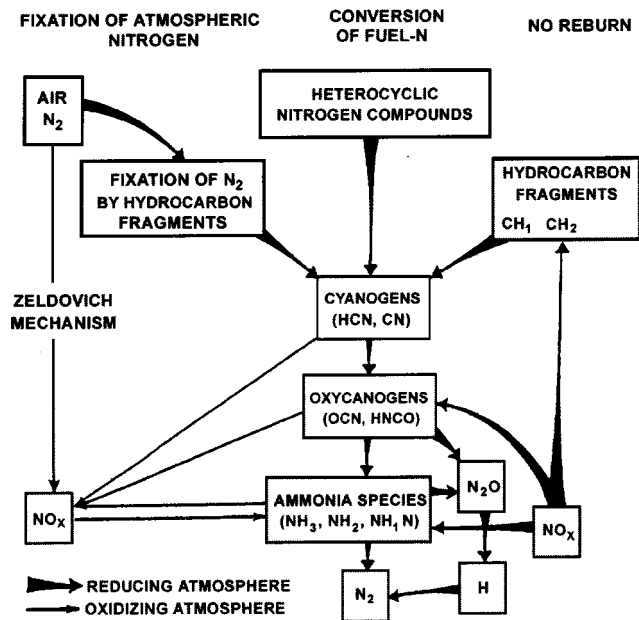 FIXATION OF ATMOSPHERIC
NITROGEN
CONVERSION
OF FUEL-N
NO REBURN
AIR
N₂
HETEROCYCLIC
NITROGEN COMPOUNDS
FIXATION OF N₂
BY HYDROCARBON
FRAGMENTS
HYDROCARBON
FRAGMENTS
CH₁ CH₂
ZELDOVICH
MECHANISM
CYANOGENS
(HCN, CN)
OXYCANOGENS
(OCN, HNCO)
NOₓ
AMMONIA SPECIES
(NH₃, NH₂, NH₁ N)
N₂O
NOₓ
N₂
H
REDUCING ATMOSPHERE
OXIDIZING ATMOSPHERE